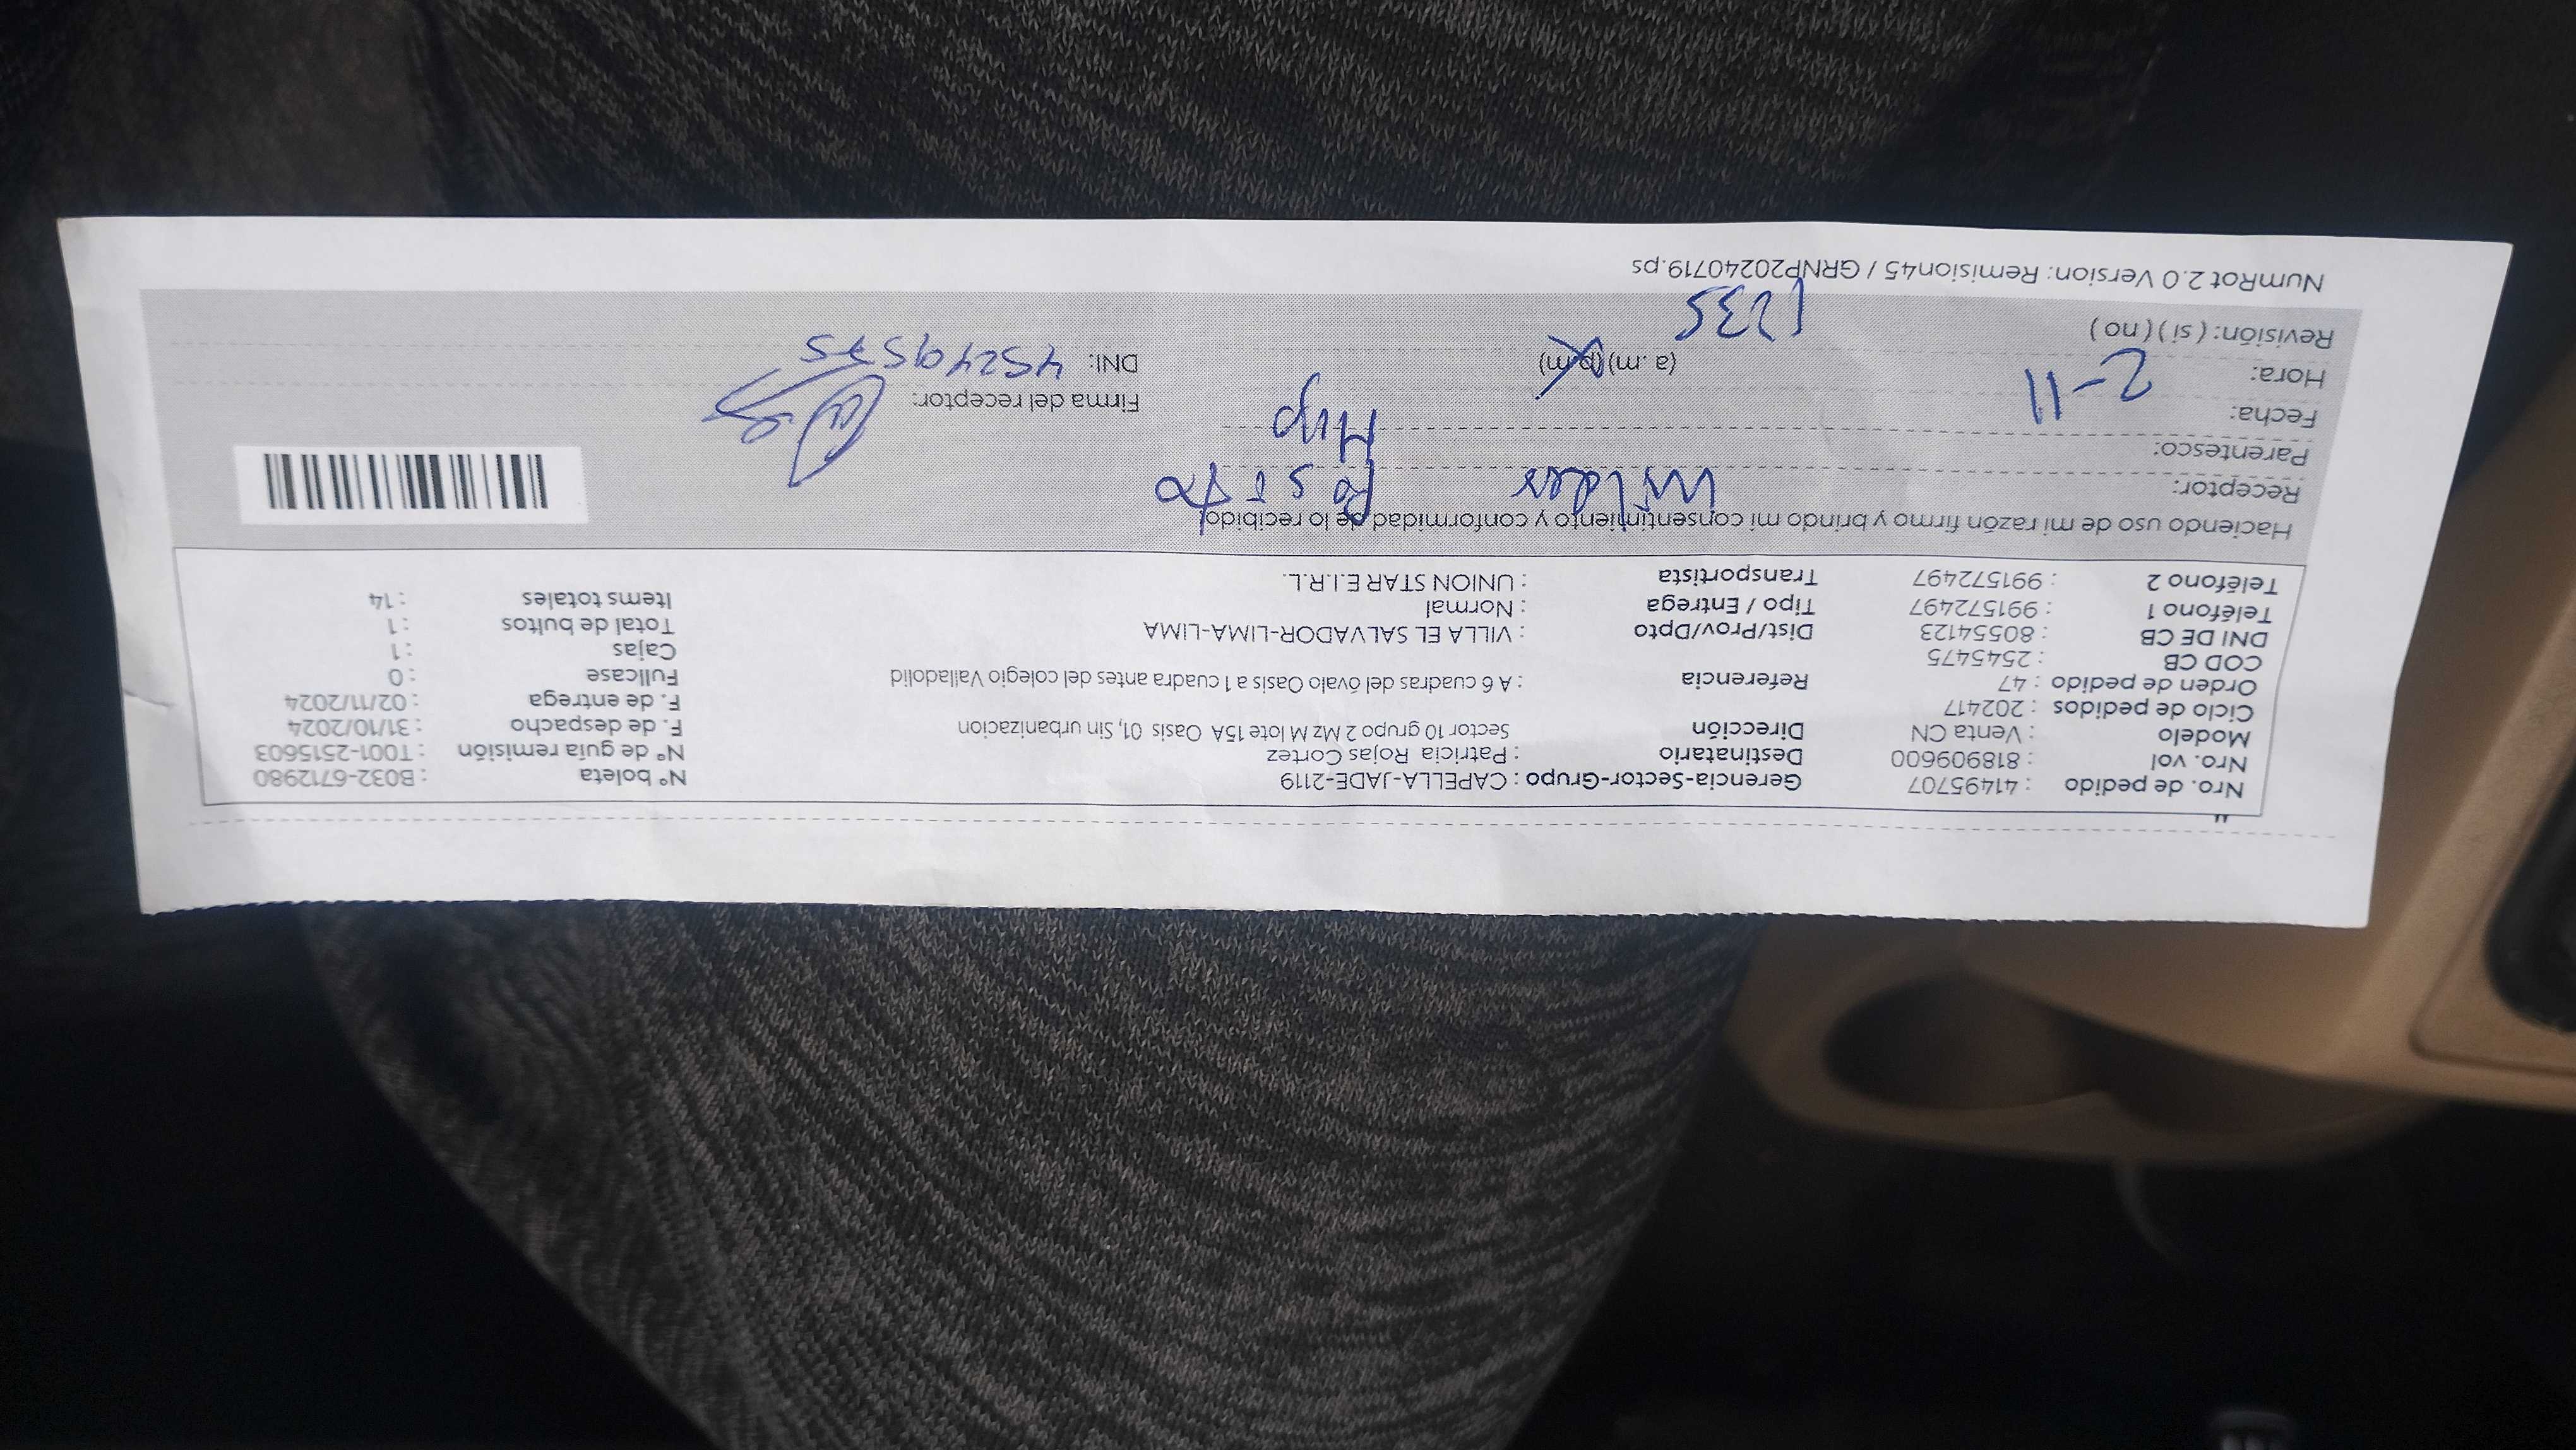 Nro. de pedido : 41495707 Gerencia-Sector-Grupo : CAPELLA-JADE-2119 N° boleta : B032-6712980
Nro. vol : 818909600 Destinatario : Patricia Rojas Cortez N° de guía remisión : T001-2515603
Modelo : Venta CN Dirección Sector 10 grupo 2 Mz M lote 15A Oasis 01, Sin urbanizacion F. de despacho : 31/10/2024
Ciclo de pedidos : 202417 F. de entrega : 02/11/2024
Orden de pedido : 47 Referencia : A 6 cuadras del óvalo Oasis a 1 cuadra antes del colegio Valladolid Fullcase : 0
COD CB : 2545475 Cajas : 1
DNI DE CB : 80554123 Dist/Prov/Dpto : VILLA EL SALVADOR-LIMA-LIMA Total de bultos : 1
Teléfono 1 : 991572497 Tipo / Entrega : Normal Items totales : 14
Teléfono 2 : 991572497 Transportista : UNION STAR E.I.R.L.
Haciendo uso de mi razón firmo y brindo mi consentimiento y conformidad de lo recibido.
Receptor: Wilder
Parentesco:
Fecha: 2-11 Firma del receptor:
Hora: 1235 (a.m) (p.m) DNI:
Revisión: ( si ) ( no )
NumRot 2.0 Version: Remision45 / GRNP20240719.ps